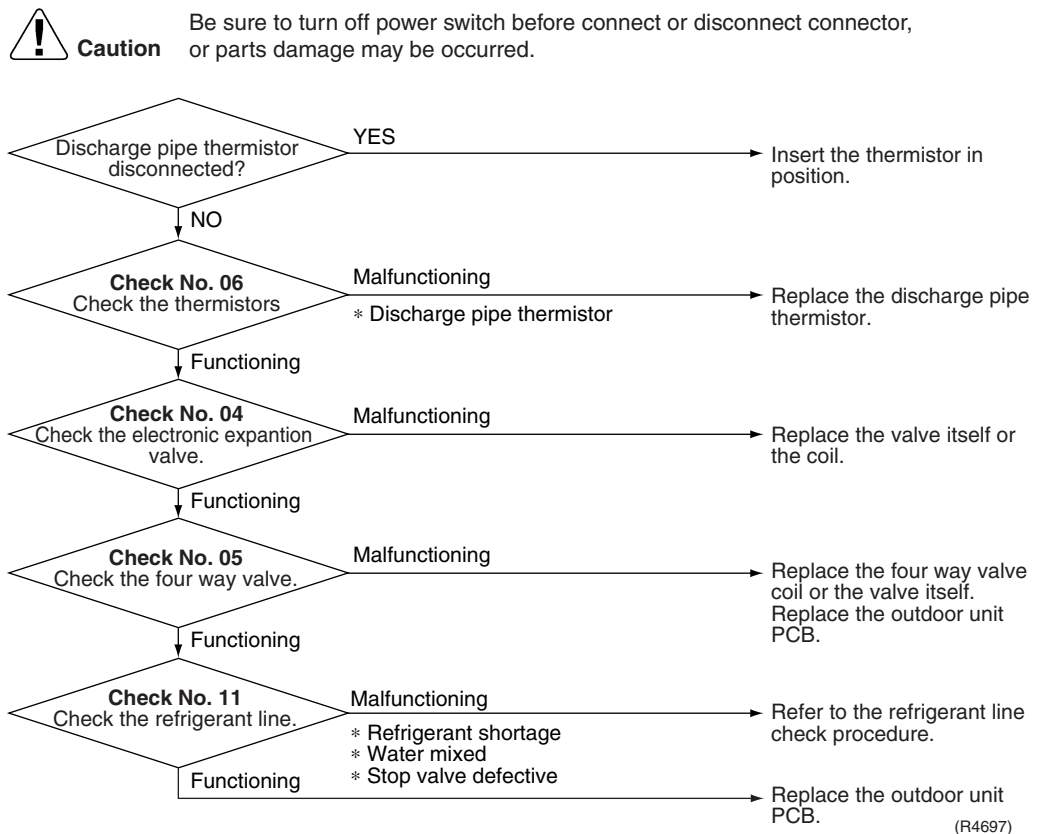 Caution
Be sure to turn off power switch before connect or disconnect connector,
or parts damage may be occurred.
Discharge pipe thermistor
disconnected?
YES
Insert the thermistor in
position.
NO
Check No. 06
Check the thermistors
Malfunctioning
∗ Discharge pipe thermistor
Replace the discharge pipe
thermistor.
Functioning
Check No. 04
Check the electronic expantion
valve.
Malfunctioning
Replace the valve itself or
the coil.
Functioning
Check No. 05
Check the four way valve.
Malfunctioning
Replace the four way valve
coil or the valve itself.
Replace the outdoor unit
PCB.
Functioning
Check No. 11
Check the refrigerant line.
Malfunctioning
∗ Refrigerant shortage
∗ Water mixed
∗ Stop valve defective
Refer to the refrigerant line
check procedure.
Functioning
Replace the outdoor unit
PCB.
(R4697)